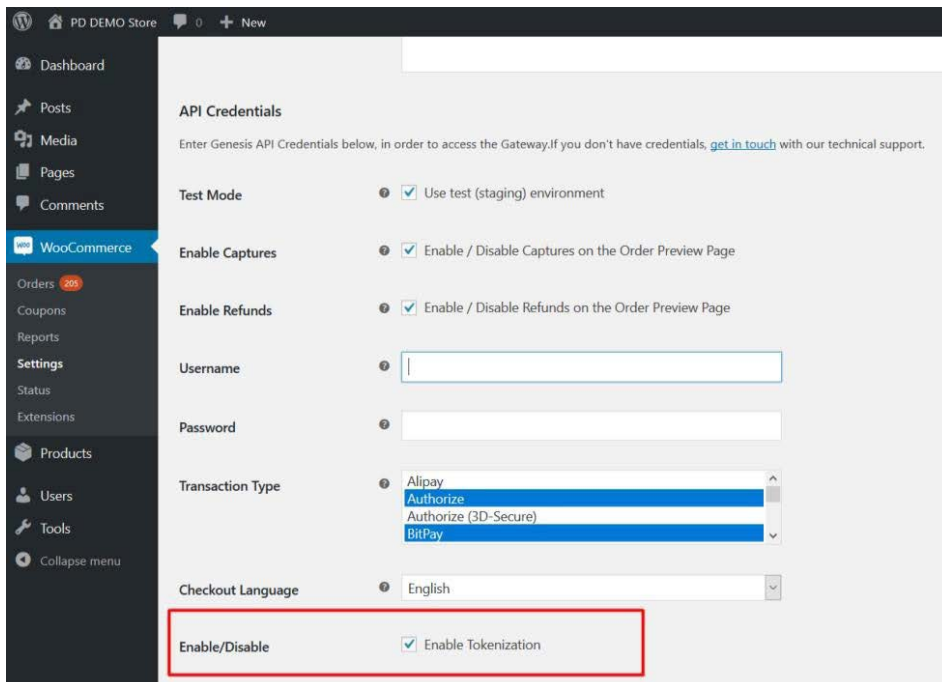 PD DEMO Store 0 + New
Dashboard
Posts
Media
Pages
Comments
WooCommerce
Orders 205
Coupons
Reports
Settings
Status
Extensions
Products
Users
Tools
Collapse menu
API Credentials
Enter Genesis API Credentials below, in order to access the Gateway.If you don't have credentials, get in touch with our technical support.
Test Mode Use test (staging) environment
Enable Captures Enable / Disable Captures on the Order Preview Page
Enable Refunds Enable / Disable Refunds on the Order Preview Page
Username
Password
Transaction Type Alipay
Authorize
Authorize (3D-Secure)
BitPay
Checkout Language English
Enable/Disable Enable Tokenization